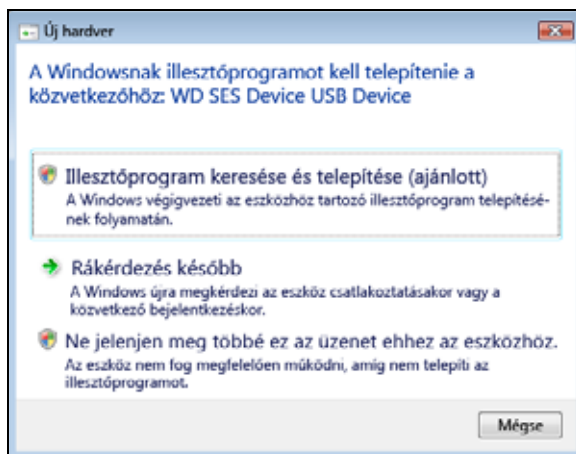 Új hardver
A Windowsnak illesztőprogramot kell telepítenie a
közvetkezőhöz: WD SES Device USB Device
Illesztőprogram keresése és telepítése (ajánlott)
A Windows végigvezeti az eszközhöz tartozó illesztőprogram telepítésé-
nek folyamatán.
Rákérdezés később
A Windows újra megkérdezi az eszköz csatlakoztatásakor vagy a
közvetkező bejelentkezéskor.
Ne jelenjen meg többé ez az üzenet ehhez az eszközhöz.
Az eszköz nem fog megfelelően működni, amíg nem telepíti az
illesztőprogramot.
Mégse